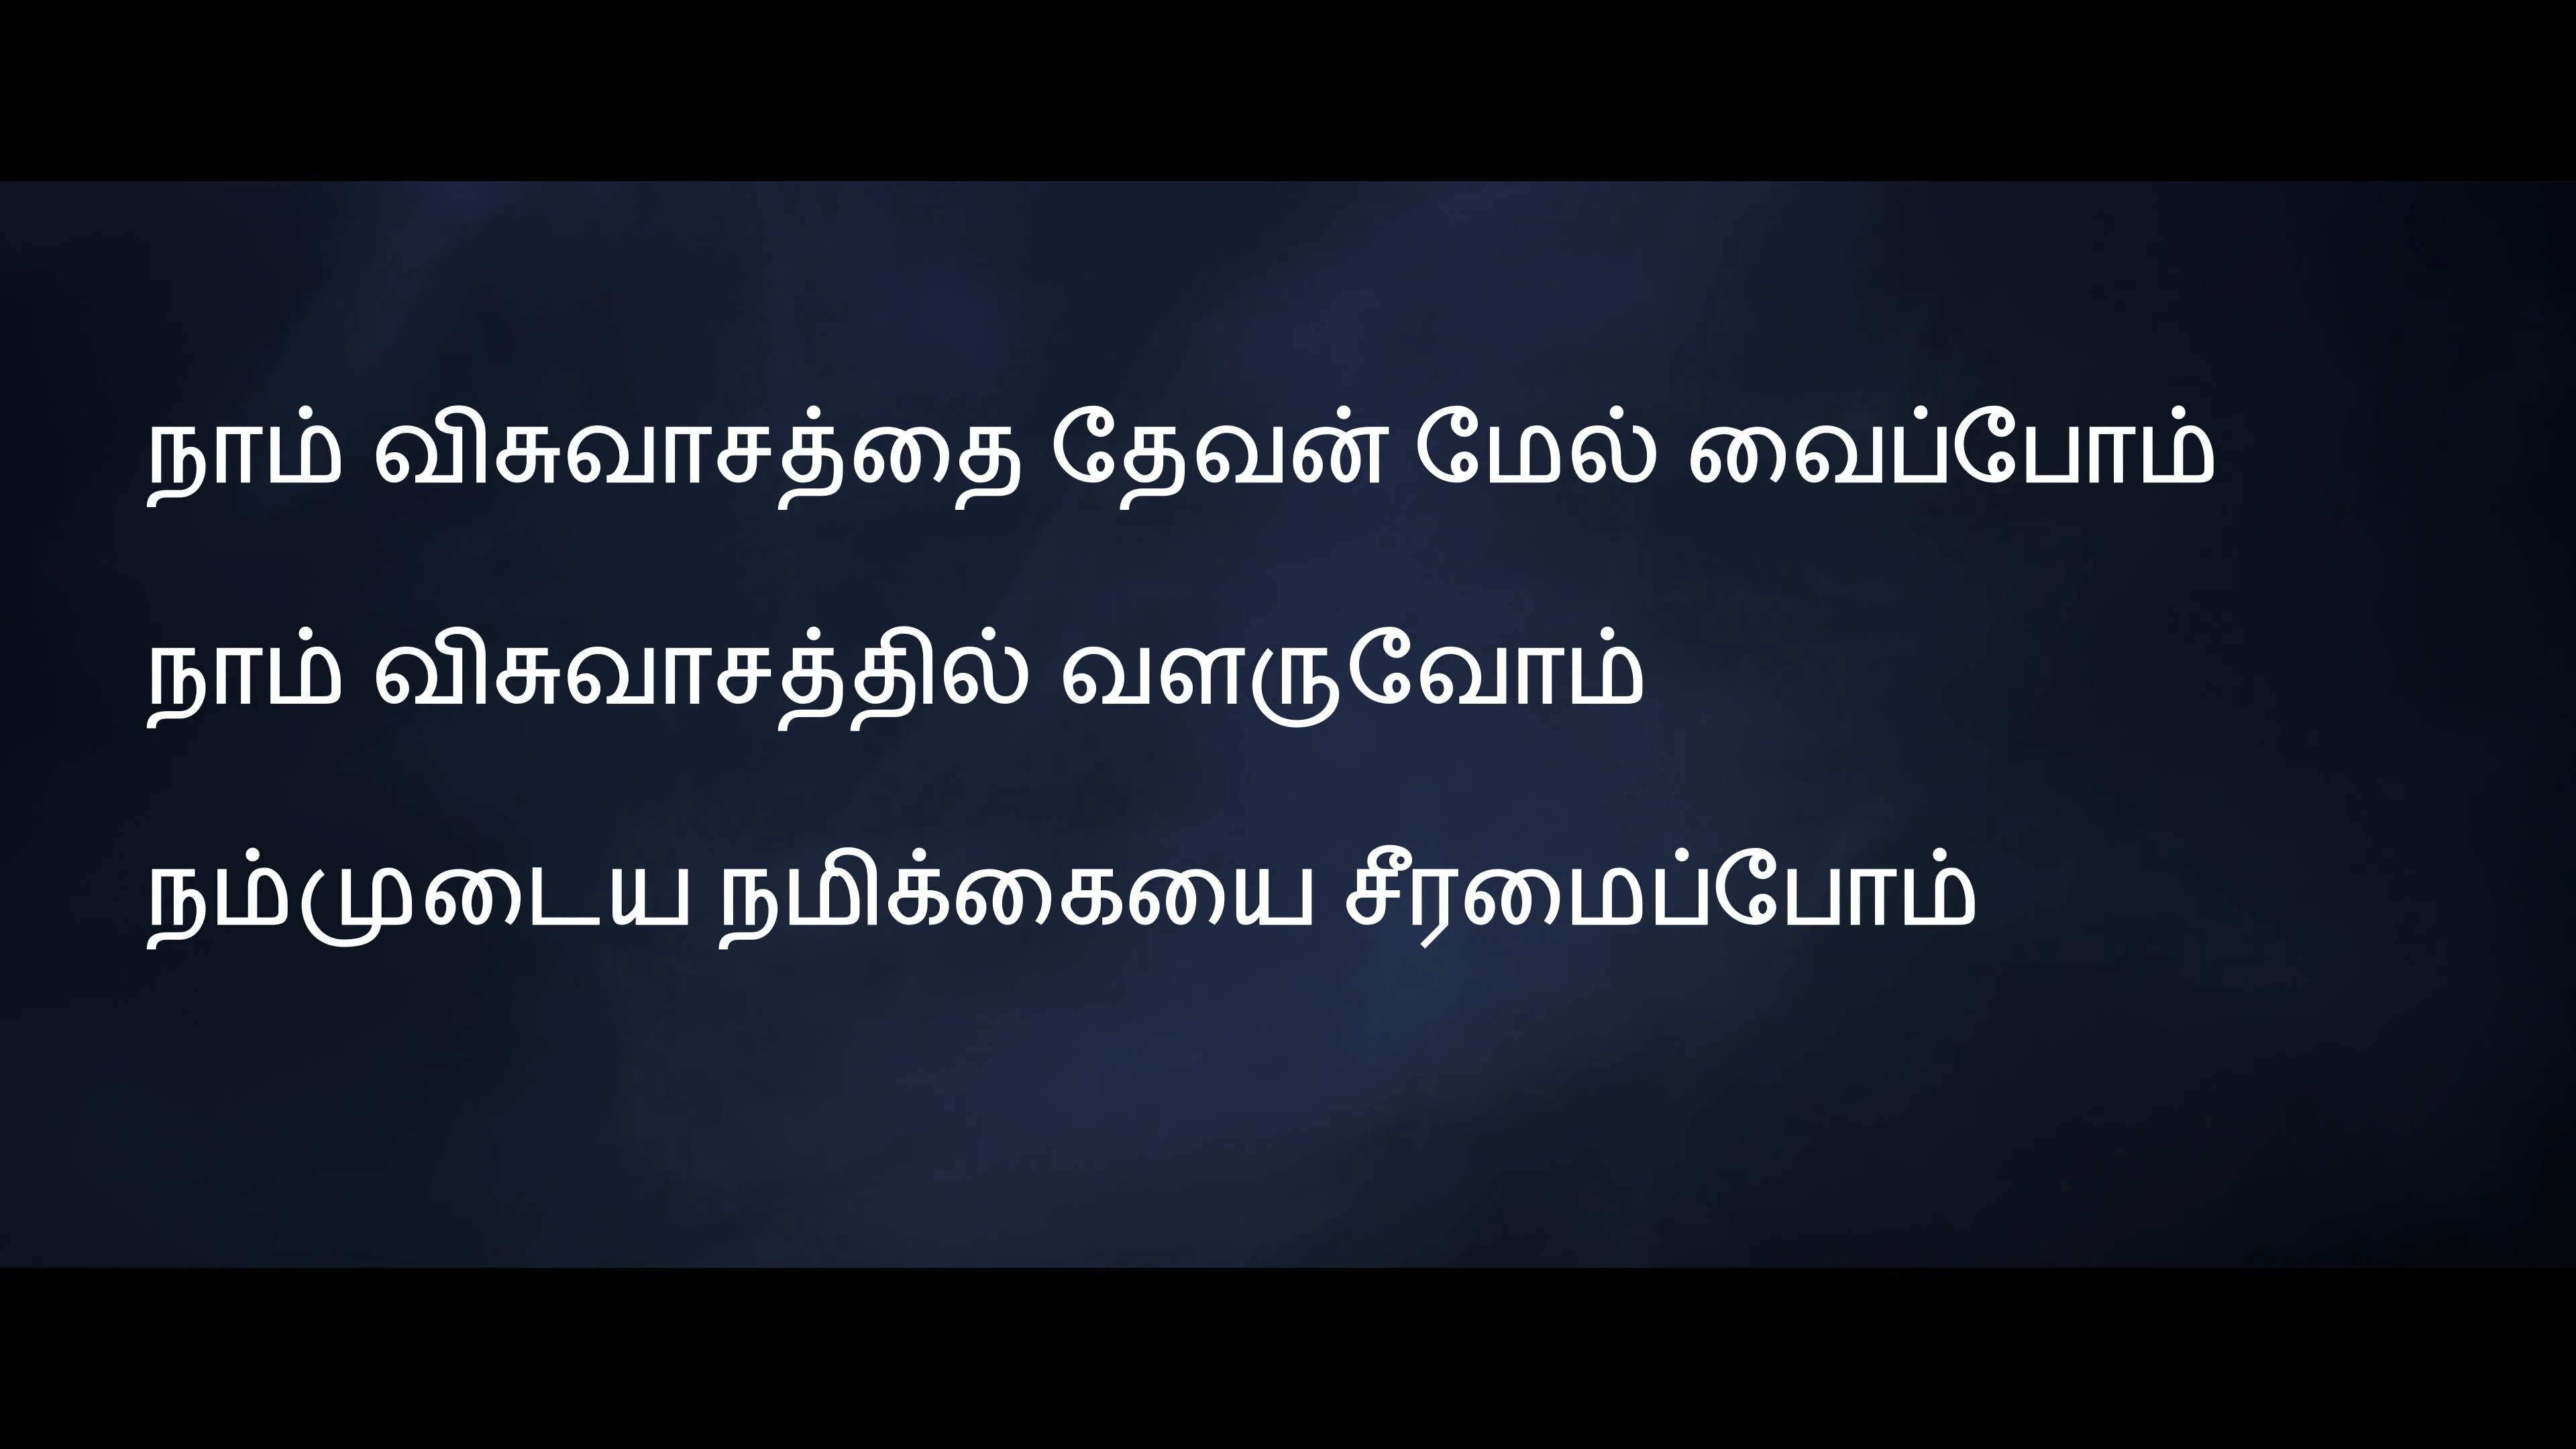 நாம் விசுவாசத்தை தேவன் மேல் வைப்போம்
நாம் விசுவாசத்தில் வளருவோம்
நம்முடைய நமிக்கையை சீரமைப்போம்